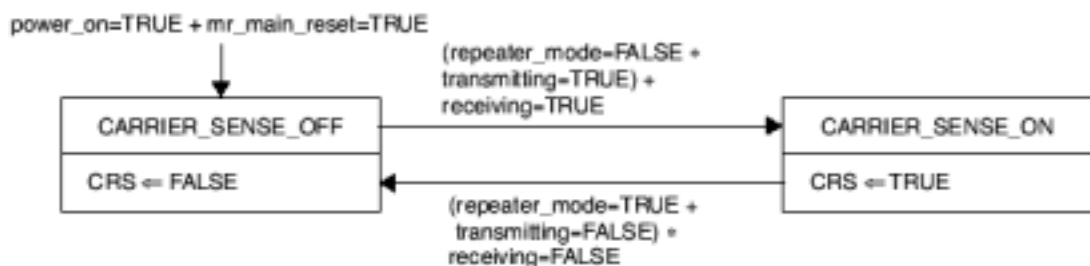 power_on=TRUE + mr_main_reset=TRUE
(repeater_mode=FALSE *
transmitting=TRUE) +
receiving=TRUE
CARRIER_SENSE_OFF
CRS ⇐ FALSE
CARRIER_SENSE_ON
CRS ⇐ TRUE
(repeater_mode=TRUE +
transmitting=FALSE) *
receiving=FALSE